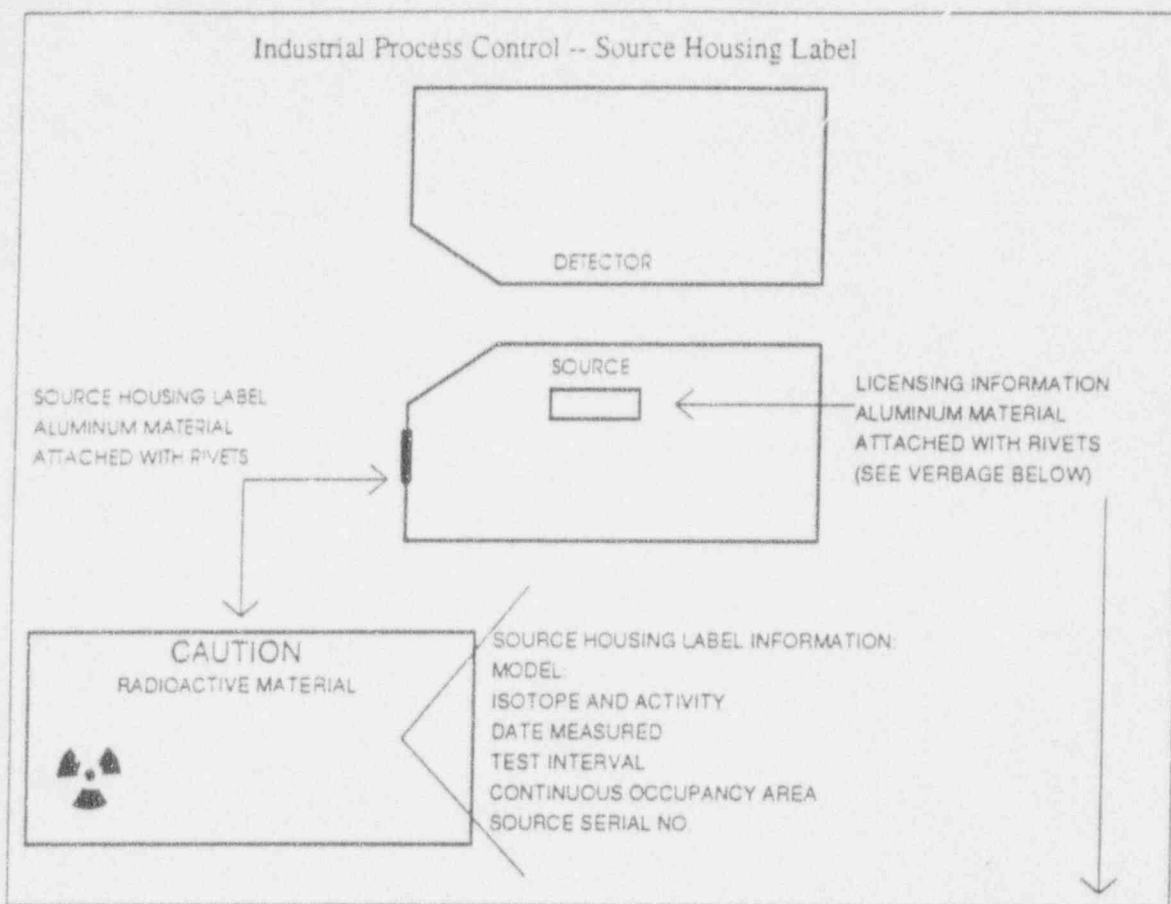 Industrial Process Control -- Source Housing Label
DETECTOR
SOURCE
SOURCE HOUSING LABEL
ALUMINUM MATERIAL
ATTACHED WITH RIVETS
LICENSING INFORMATION
ALUMINUM MATERIAL
ATTACHED WITH RIVETS
(SEE VERBAGE BELOW)
CAUTION
RADIOACTIVE MATERIAL
SOURCE HOUSING LABEL INFORMATION:
MODEL:
ISOTOPE AND ACTIVITY
DATE MEASURED
TEST INTERVAL
CONTINUOUS OCCUPANCY AREA
SOURCE SERIAL NO.